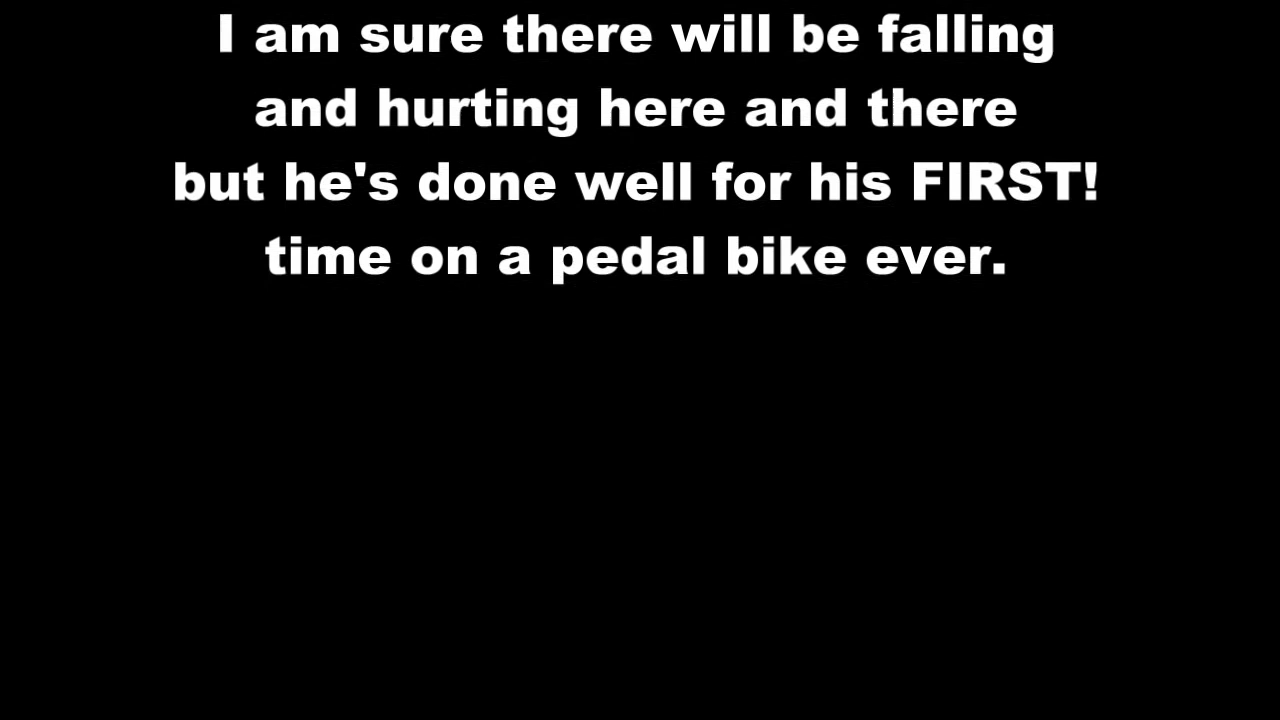 I am sure there will be falling
and hurting here and there
but he's done well for his FIRST!
time on a pedal bike ever.